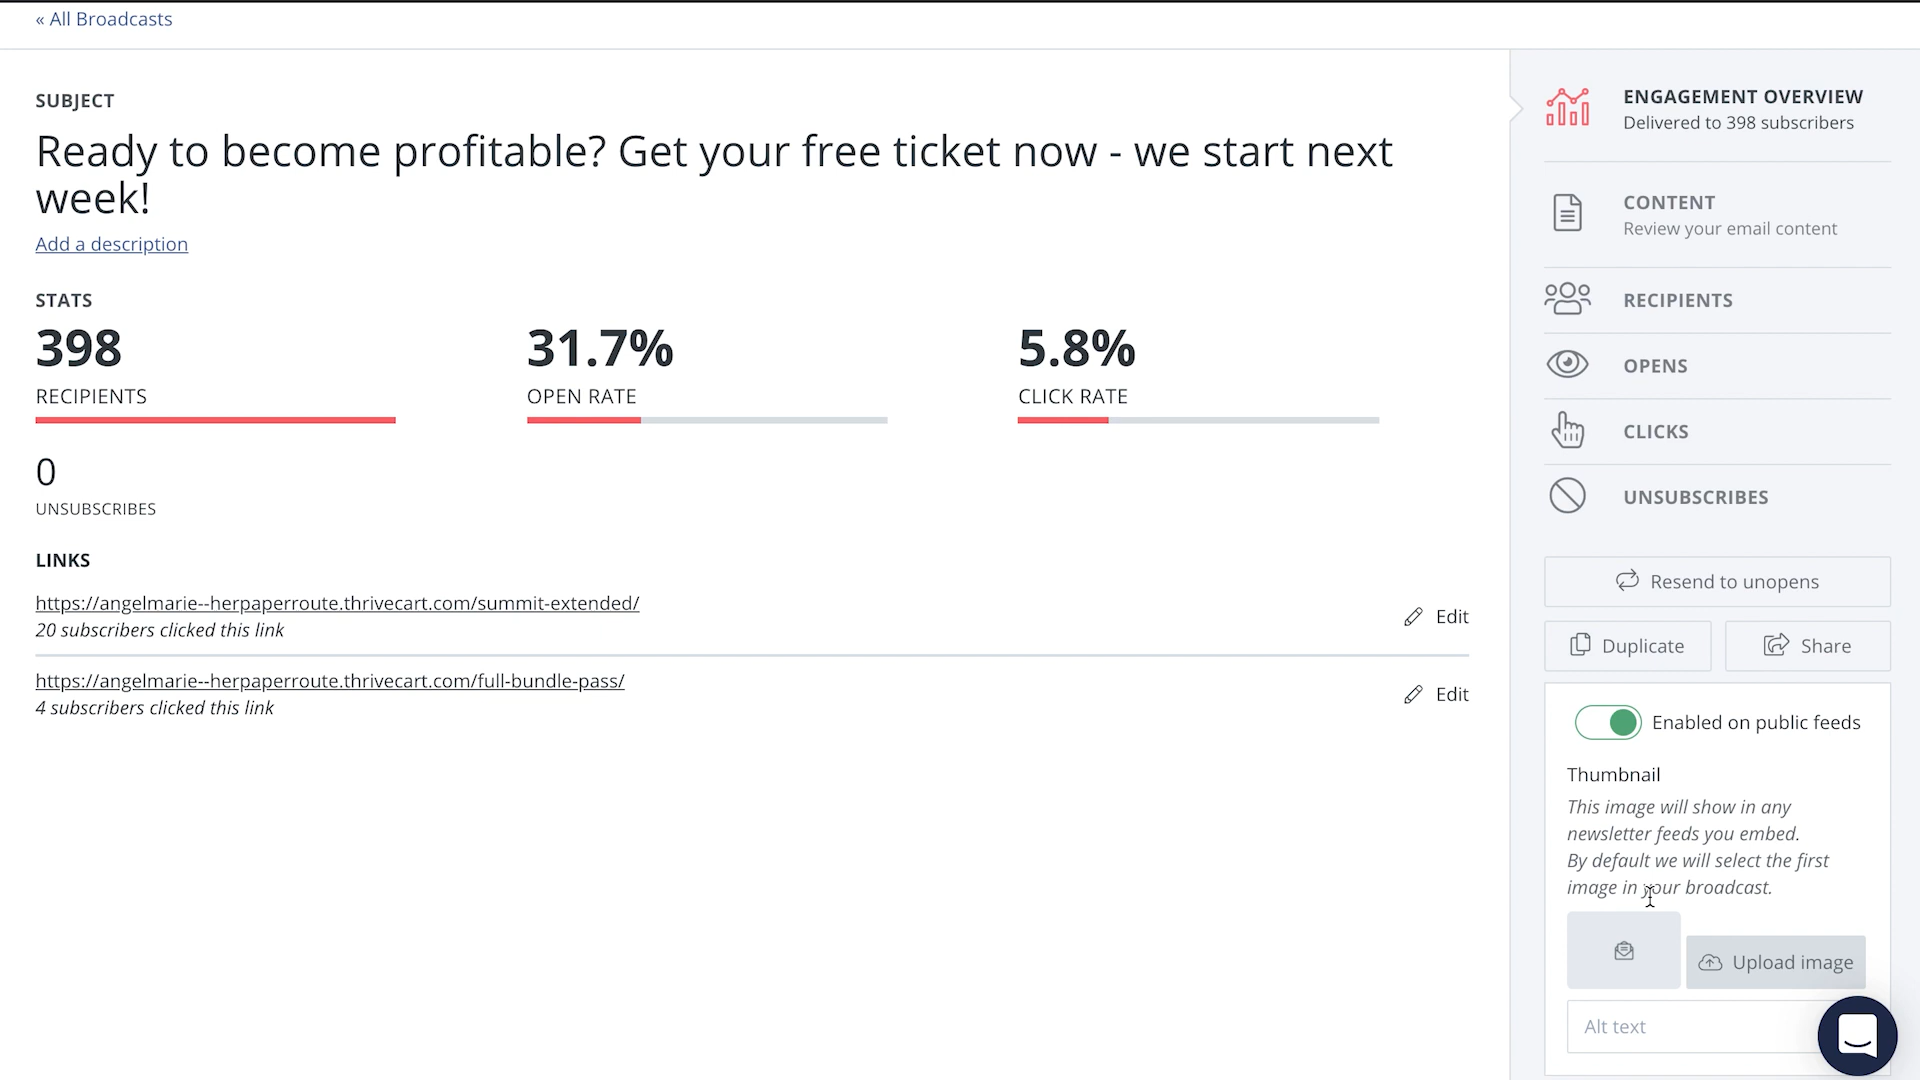 « All Broadcasts
SUBJECT
Ready to become profitable? Get your free ticket now - we start next
week!
Add a description
STATS
398
RECIPIENTS
31.7%
OPEN RATE
5.8%
CLICK RATE
0
UNSUBSCRIBES
LINKS
https://angelmarie--herpaperroute.thrivecart.com/summit-extended/
20 subscribers clicked this link
Edit
https://angelmarie--herpaperroute.thrivecart.com/full-bundle-pass/
4 subscribers clicked this link
Edit
ENGAGEMENT OVERVIEW
Delivered to 398 subscribers
CONTENT
Review your email content
RECIPIENTS
OPENS
CLICKS
UNSUBSCRIBES
Resend to unopens
Duplicate
Share
Enabled on public feeds
Thumbnail
This image will show in any
newsletter feeds you embed.
By default we will select the first
image in your broadcast.
Upload image
Alt text